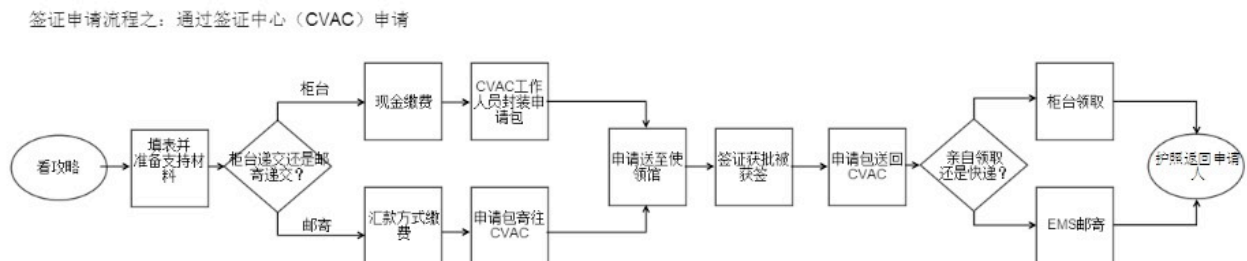 签证申请流程之：通过签证中心（CVAC）申请
看攻略
填表并
准备支持材
料
柜台递交还是邮
寄递交？
柜台
现金缴费
CVAC工作
人员封装申
请包
邮寄
汇款方式缴
费
申请包寄往
CVAC
申请送至使
领馆
签证获批被
获签
申请包送回
CVAC
亲自领取
还是快递？
柜台领取
EMS邮寄
护照返回申请
人